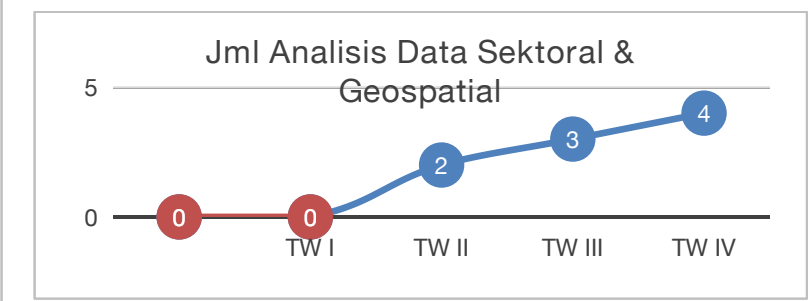 Jml Analisis Data Sektoral &
Geospatial
5
4
3
2
0 0 0
TW I TW II TW III TW IV